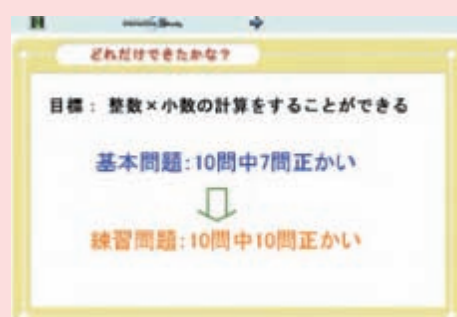 どれだけできたかな？
目標：整数×小数の計算をすることができる
基本問題：10問中7問正かい
練習問題：10問中10問正かい